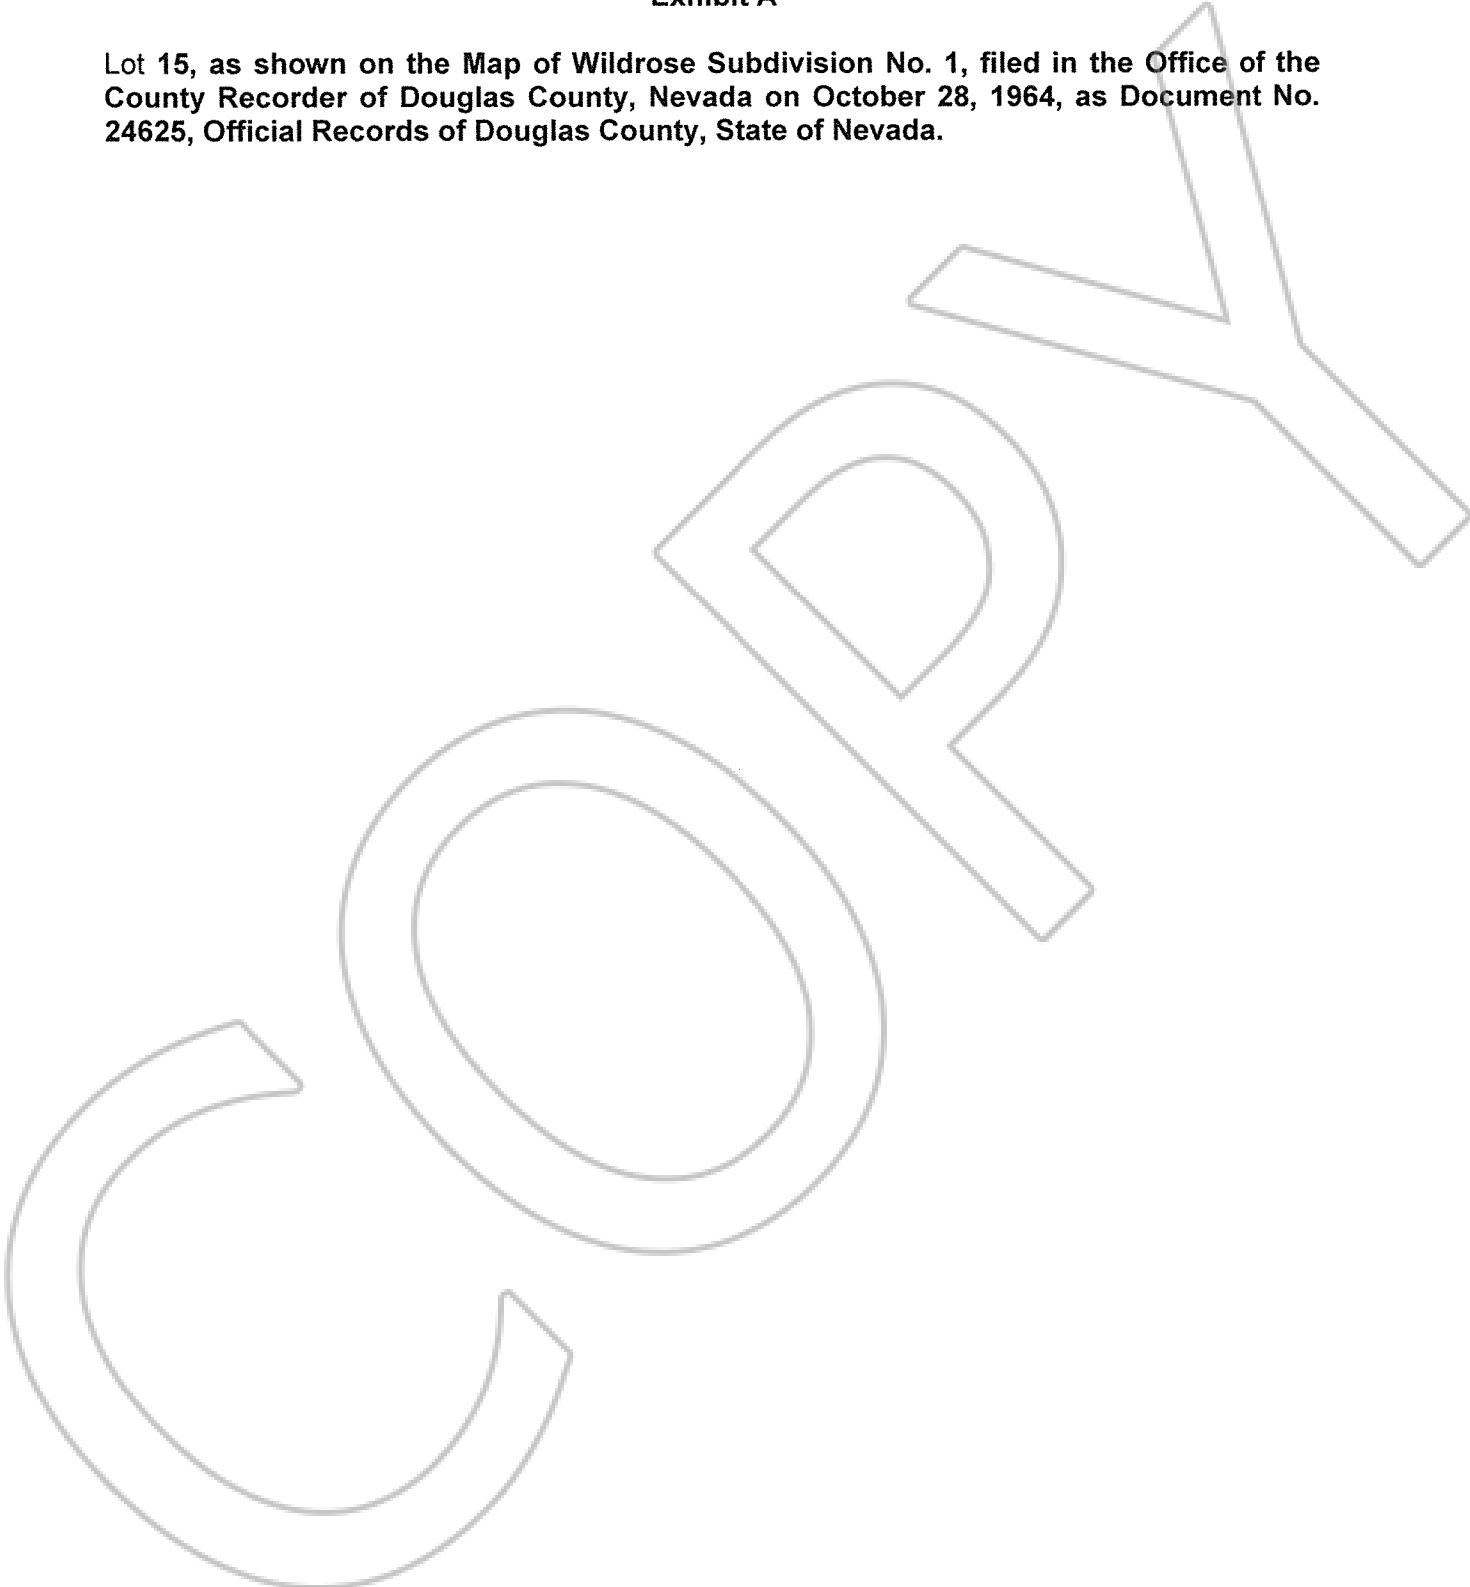 Exhibit A
Lot 15, as shown on the Map of Wildrose Subdivision No. 1, filed in the Office of the
County Recorder of Douglas County, Nevada on October 28, 1964, as Document No.
24625, Official Records of Douglas County, State of Nevada.
COPY